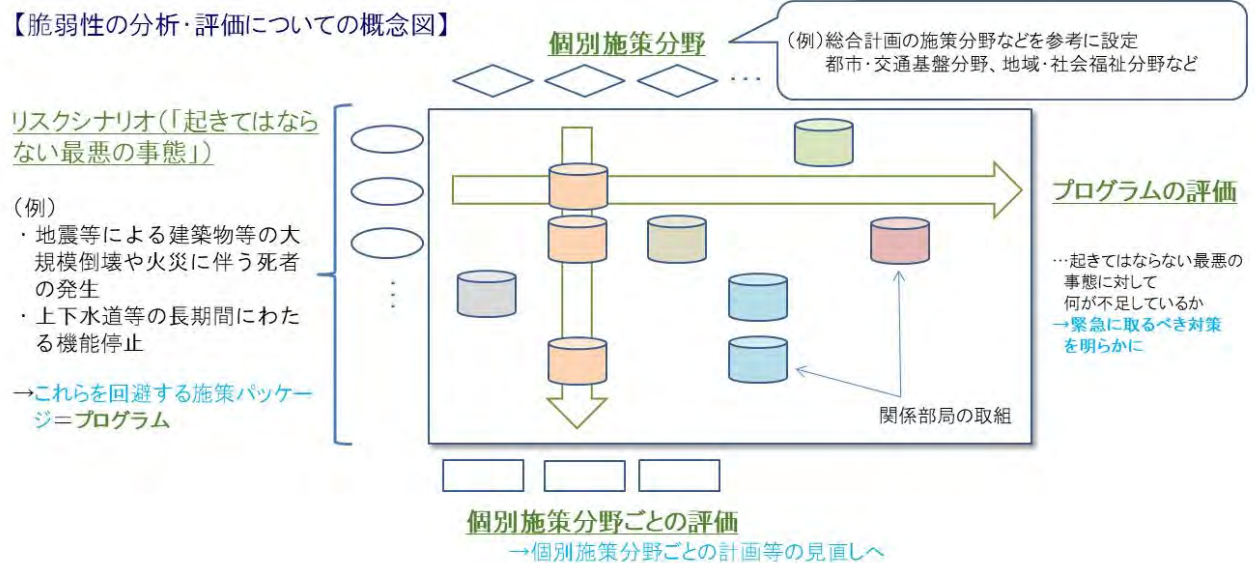 【脆弱性の分析・評価についての概念図】
個別施策分野
(例)総合計画の施策分野などを参考に設定
都市・交通基盤分野、地域・社会福祉分野など
…
リスクシナリオ(「起きてはなら
ない最悪の事態」)
(例)
・地震等による建築物等の大
規模倒壊や火災に伴う死者
の発生
・上下水道等の長期間にわた
る機能停止
→これらを回避する施策パッケー
ジ=プログラム
⋮
関係部局の取組
プログラムの評価
…起きてはならない最悪の
事態に対して
何が不足しているか
→緊急に取るべき対策
を明らかに
個別施策分野ごとの評価
→個別施策分野ごとの計画等の見直しへ